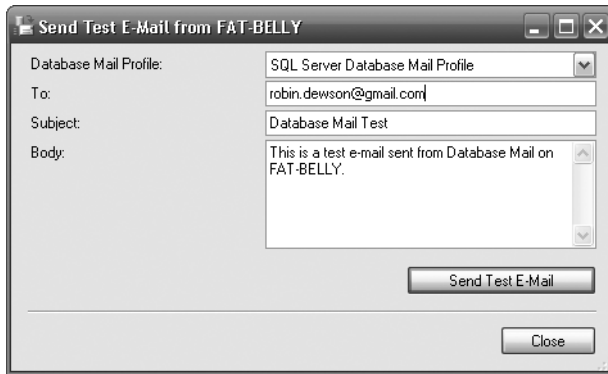 Send Test E-Mail from FAT-BELLY
Database Mail Profile: SQL Server Database Mail Profile
To: robin.dewson@gmail.com
Subject: Database Mail Test
Body: This is a test e-mail sent from Database Mail on
FAT-BELLY.
Send Test E-Mail
Close